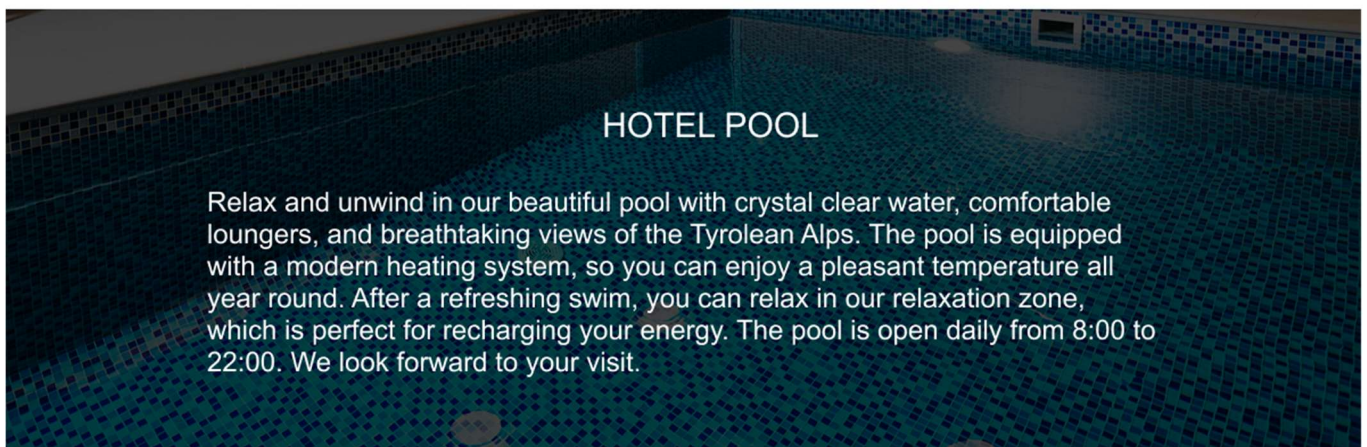 HOTEL POOL
Relax and unwind in our beautiful pool with crystal clear water, comfortable
loungers, and breathtaking views of the Tyrolean Alps. The pool is equipped
with a modern heating system, so you can enjoy a pleasant temperature all
year round. After a refreshing swim, you can relax in our relaxation zone,
which is perfect for recharging your energy. The pool is open daily from 8:00 to
22:00. We look forward to your visit.